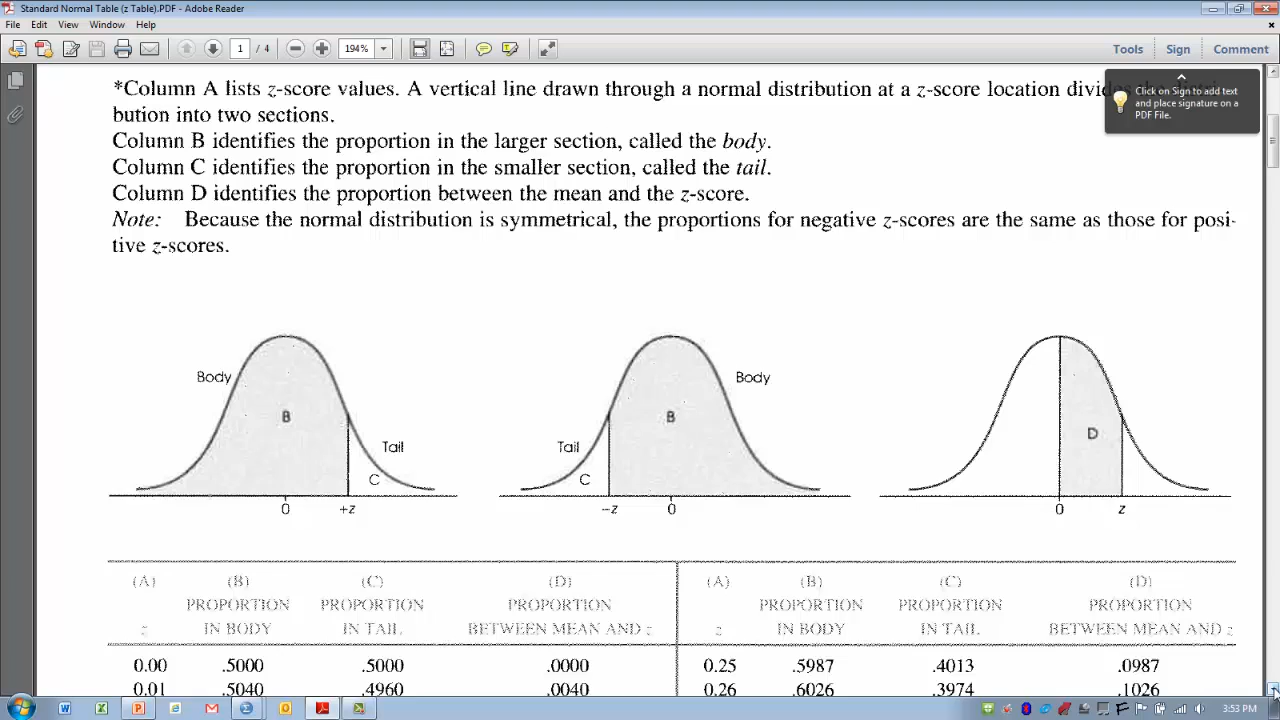 Standard Normal Table (z Table).PDF - Adobe Reader
File Edit View Window Help
1 / 4 194% Tools Sign Comment
*Column A lists z-score values. A vertical line drawn through a normal distribution at a z-score location divides
bution into two sections.
Column B identifies the proportion in the larger section, called the body.
Column C identifies the proportion in the smaller section, called the tail.
Column D identifies the proportion between the mean and the z-score.
Note: Because the normal distribution is symmetrical, the proportions for negative z-scores are the same as those for posi-
tive z-scores.
Click on Sign to add text
and place signature on a
PDF File.
Body B Tail C 0 +z
Tail C B Body −z 0
D 0 z
(A) (B) (C) (D) (A) (B) (C) (D)
PROPORTION PROPORTION PROPORTION PROPORTION PROPORTION PROPORTION
z IN BODY IN TAIL BETWEEN MEAN AND z z IN BODY IN TAIL BETWEEN MEAN AND z
0.00 .5000 .5000 .0000 0.25 .5987 .4013 .0987
0.01 .5040 .4960 .0040 0.26 .6026 .3974 .1026
3:53 PM